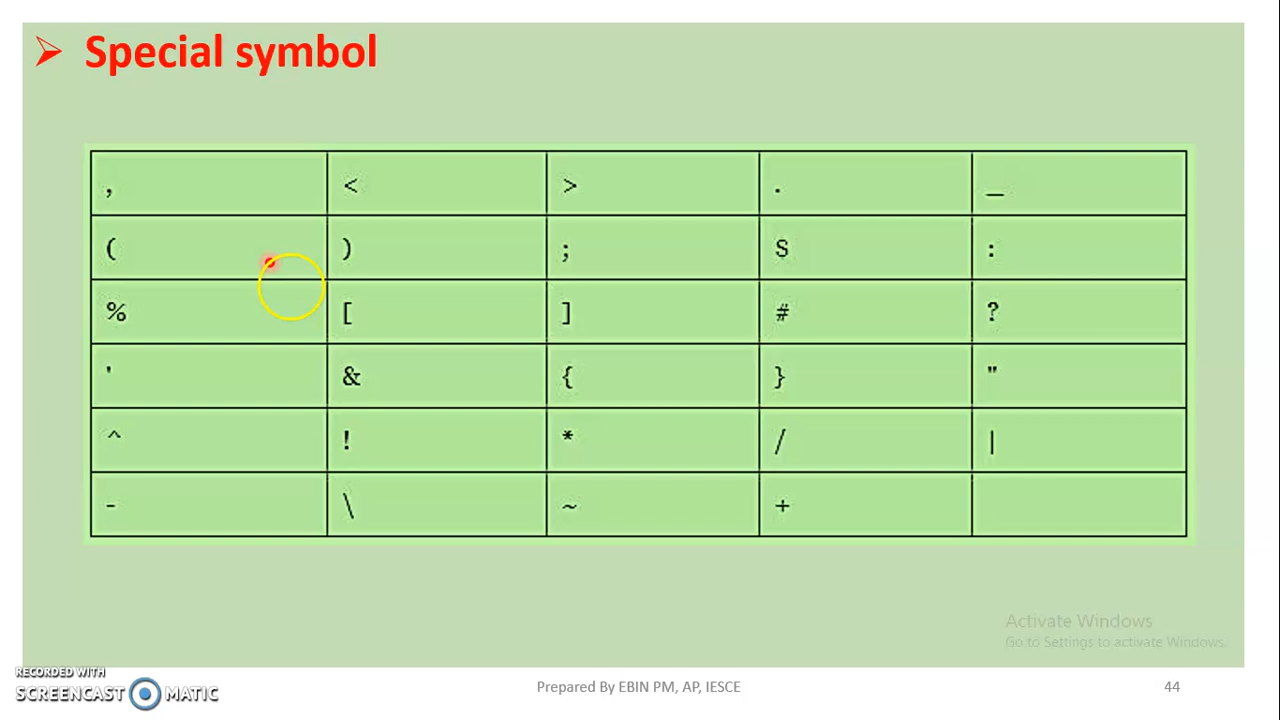 ➢ Special symbol
, < > . _
( ) ; S :
% [ ] # ?
' & { } "
^ ! * / |
- \ ~ +
Activate Windows
Go to Settings to activate Windows.
RECORDED WITH
SCREENCAST MATIC
Prepared By EBIN PM, AP, IESCE
44